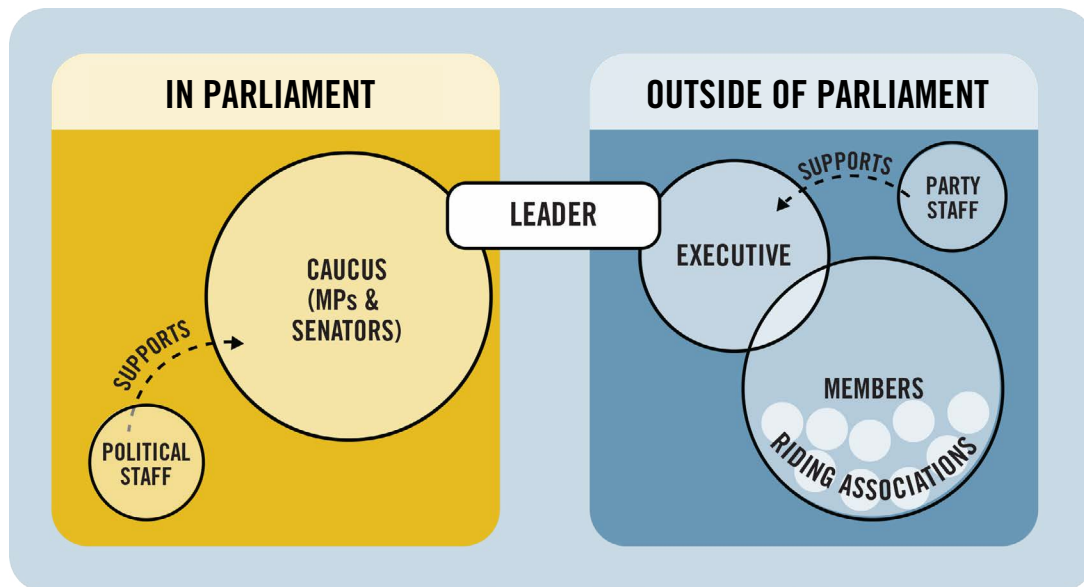 IN PARLIAMENT
CAUCUS
(MPs &
SENATORS)
SUPPORTS
POLITICAL
STAFF
LEADER
OUTSIDE OF PARLIAMENT
SUPPORTS
PARTY
STAFF
EXECUTIVE
MEMBERS
RIDING ASSOCIATIONS